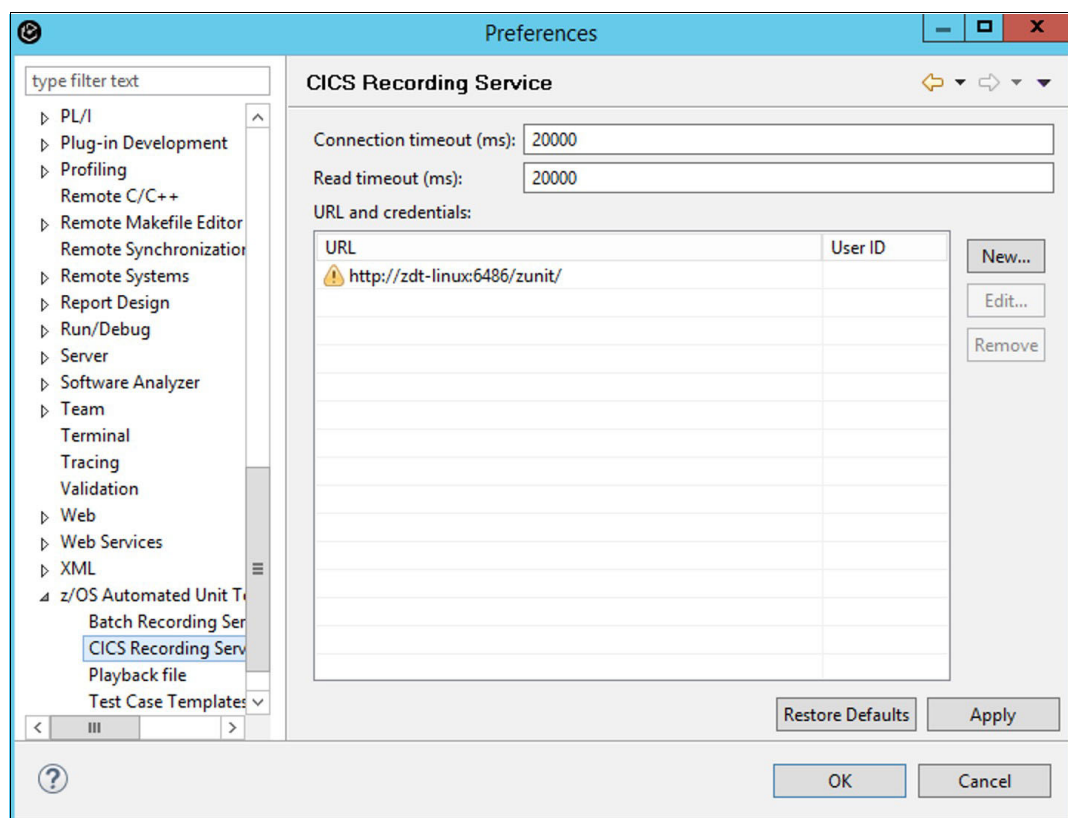 Preferences
type filter text
PL/I
Plug-in Development
Profiling
Remote C/C++
Remote Makefile Editor
Remote Synchronization
Remote Systems
Report Design
Run/Debug
Server
Software Analyzer
Team
Terminal
Tracing
Validation
Web
Web Services
XML
z/OS Automated Unit Te
Batch Recording Ser
CICS Recording Serv
Playback file
Test Case Templates
CICS Recording Service
Connection timeout (ms): 20000
Read timeout (ms): 20000
URL and credentials:
URL User ID
http://zdt-linux:6486/zunit/
New...
Edit...
Remove
Restore Defaults Apply
OK Cancel